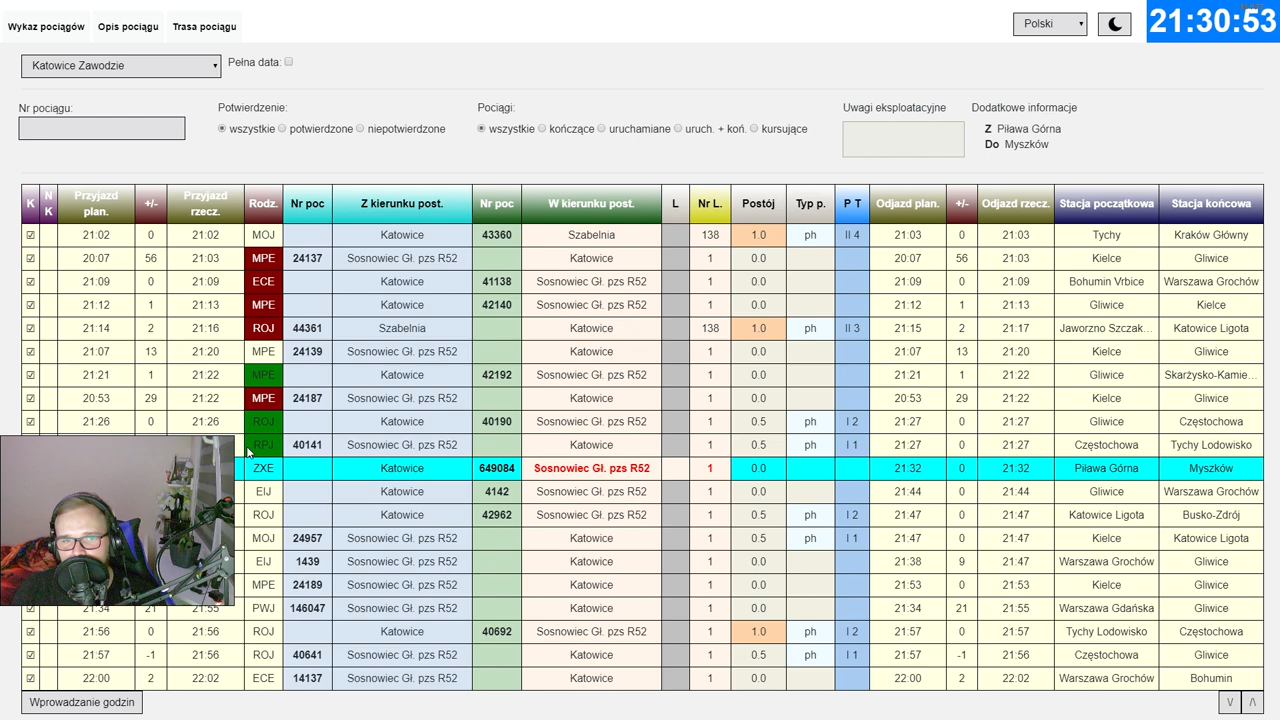 Wykaz pociągów Opis pociągu Trasa pociągu Polski 21:30:53
Katowice Zawodzie Pełna data:
Nr pociągu: Potwierdzenie: Pociągi: Uwagi eksploatacyjne Dodatkowe informacje
wszystkie potwierdzone niepotwierdzone wszystkie kończące uruchamiane uruch. + koń. kursujące Z Piława Górna
Do Myszków
K N K Przyjazd plan. +/- Przyjazd rzecz. Rodz. Nr poc Z kierunku post. Nr poc W kierunku post. L Nr L. Postój Typ p. P T Odjazd plan. +/- Odjazd rzecz. Stacja początkowa Stacja końcowa
21:02 0 21:02 MOJ Katowice 43360 Szabelnia 138 1.0 ph II 4 21:03 0 21:03 Tychy Kraków Główny
20:07 56 21:03 MPE 24137 Sosnowiec Gł. pzs R52 Katowice 1 0.0 20:07 56 21:03 Kielce Gliwice
21:09 0 21:09 ECE Katowice 41138 Sosnowiec Gł. pzs R52 1 0.0 21:09 0 21:09 Bohumin Vrbice Warszawa Grochów
21:12 1 21:13 MPE Katowice 42140 Sosnowiec Gł. pzs R52 1 0.0 21:12 1 21:13 Gliwice Kielce
21:14 2 21:16 ROJ 44361 Szabelnia Katowice 138 1.0 ph II 3 21:15 2 21:17 Jaworzno Szczak... Katowice Ligota
21:07 13 21:20 MPE 24139 Sosnowiec Gł. pzs R52 Katowice 1 0.0 21:07 13 21:20 Kielce Gliwice
21:21 1 21:22 MPE Katowice 42192 Sosnowiec Gł. pzs R52 1 0.0 21:21 1 21:22 Gliwice Skarżysko-Kamie...
20:53 29 21:22 MPE 24187 Sosnowiec Gł. pzs R52 Katowice 1 0.0 20:53 29 21:22 Kielce Gliwice
21:26 0 21:26 ROJ Katowice 40190 Sosnowiec Gł. pzs R52 1 0.5 ph I 2 21:27 0 21:27 Gliwice Częstochowa
RPJ 40141 Sosnowiec Gł. pzs R52 Katowice 1 0.5 ph I 1 21:27 0 21:27 Częstochowa Tychy Lodowisko
ZXE Katowice 649084 Sosnowiec Gł. pzs R52 1 0.0 21:32 0 21:32 Piława Górna Myszków
EIJ Katowice 4142 Sosnowiec Gł. pzs R52 1 0.0 21:44 0 21:44 Gliwice Warszawa Grochów
ROJ Katowice 42962 Sosnowiec Gł. pzs R52 1 0.5 ph I 2 21:47 0 21:47 Katowice Ligota Busko-Zdrój
MOJ 24957 Sosnowiec Gł. pzs R52 Katowice 1 0.5 ph I 1 21:47 0 21:47 Kielce Katowice Ligota
EIJ 1439 Sosnowiec Gł. pzs R52 Katowice 1 0.0 21:38 9 21:47 Warszawa Grochów Gliwice
MPE 24189 Sosnowiec Gł. pzs R52 Katowice 1 0.0 21:53 0 21:53 Kielce Gliwice
21:34 21 21:55 PWJ 146047 Sosnowiec Gł. pzs R52 Katowice 1 0.0 21:34 21 21:55 Warszawa Gdańska Gliwice
21:56 0 21:56 ROJ Katowice 40692 Sosnowiec Gł. pzs R52 1 1.0 ph I 2 21:57 0 21:57 Tychy Lodowisko Częstochowa
21:57 -1 21:56 ROJ 40641 Sosnowiec Gł. pzs R52 Katowice 1 0.5 ph I 1 21:57 -1 21:56 Częstochowa Gliwice
22:00 2 22:02 ECE 14137 Sosnowiec Gł. pzs R52 Katowice 1 0.0 22:00 2 22:02 Warszawa Grochów Bohumin
Wprowadzanie godzin V Λ